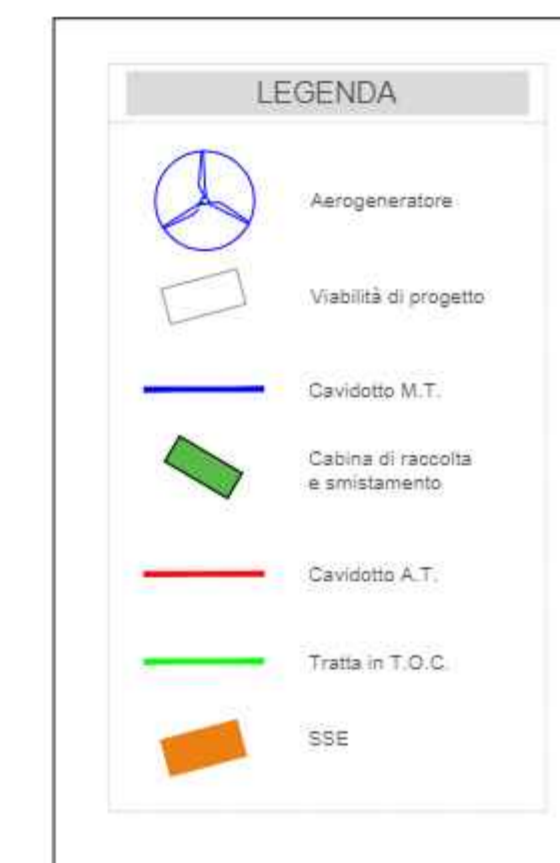 LEGENDA
Aerogeneratore
Viabilità di progetto
Cavidotto M.T.
Cabina di raccolta
e smistamento
Cavidotto A.T.
Tratta in T.O.C.
SSE